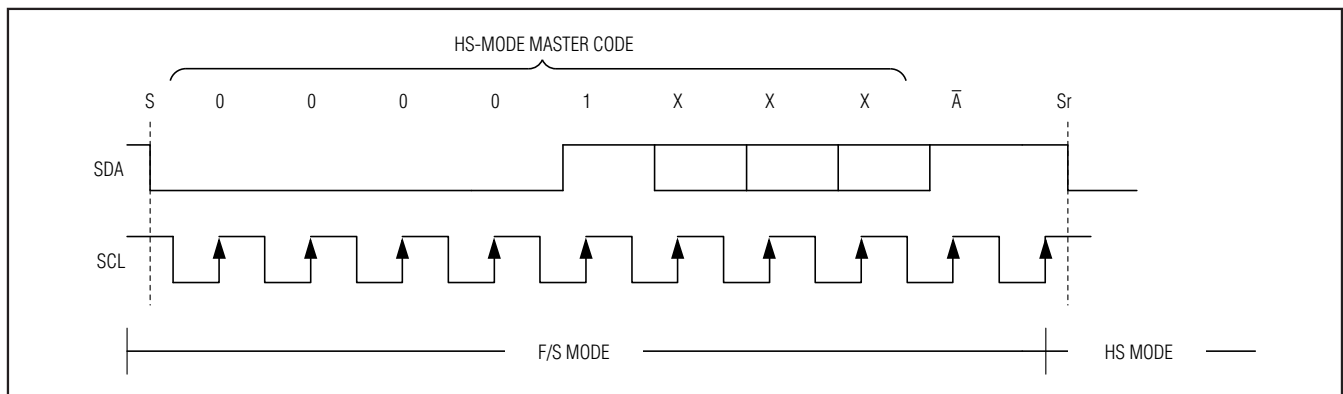 HS-MODE MASTER CODE
S 0 0 0 0 1 X X X A̅ Sr
SDA
SCL
F/S MODE HS MODE